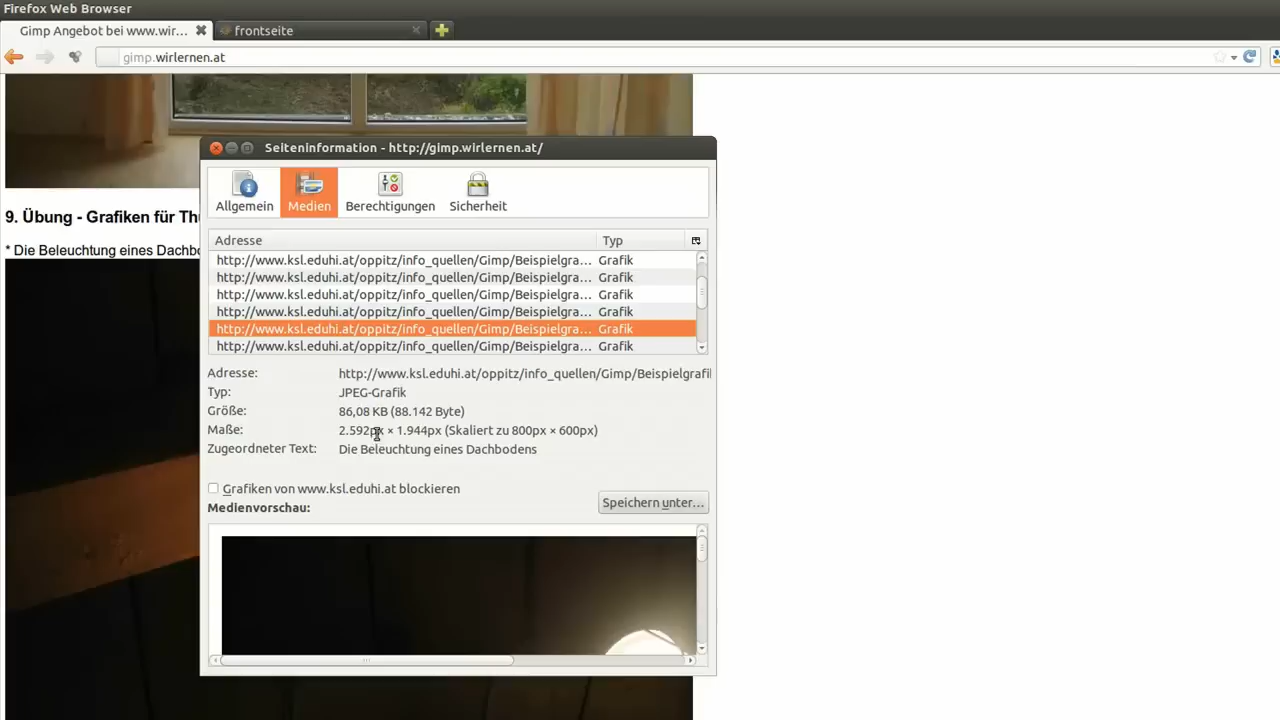 Firefox Web Browser
Gimp Angebot bei www.wir...
frontseite
gimp.wirlernen.at
Seiteninformation - http://gimp.wirlernen.at/
Allgemein
Medien
Berechtigungen
Sicherheit
9. Übung - Grafiken für
* Die Beleuchtung eines
Adresse Typ
http://www.ksl.eduhi.at/oppitz/info_quellen/Gimp/Beispielgra... Grafik
http://www.ksl.eduhi.at/oppitz/info_quellen/Gimp/Beispielgra... Grafik
http://www.ksl.eduhi.at/oppitz/info_quellen/Gimp/Beispielgra... Grafik
http://www.ksl.eduhi.at/oppitz/info_quellen/Gimp/Beispielgra... Grafik
http://www.ksl.eduhi.at/oppitz/info_quellen/Gimp/Beispielgra... Grafik
http://www.ksl.eduhi.at/oppitz/info_quellen/Gimp/Beispielgra... Grafik
Adresse: http://www.ksl.eduhi.at/oppitz/info_quellen/Gimp/Beispielgrafi
Typ: JPEG-Grafik
Größe: 86,08 KB (88.142 Byte)
Maße: 2.592px × 1.944px (Skaliert zu 800px × 600px)
Zugeordneter Text: Die Beleuchtung eines Dachbodens
Grafiken von www.ksl.eduhi.at blockieren
Speichern unter...
Medienvorschau: